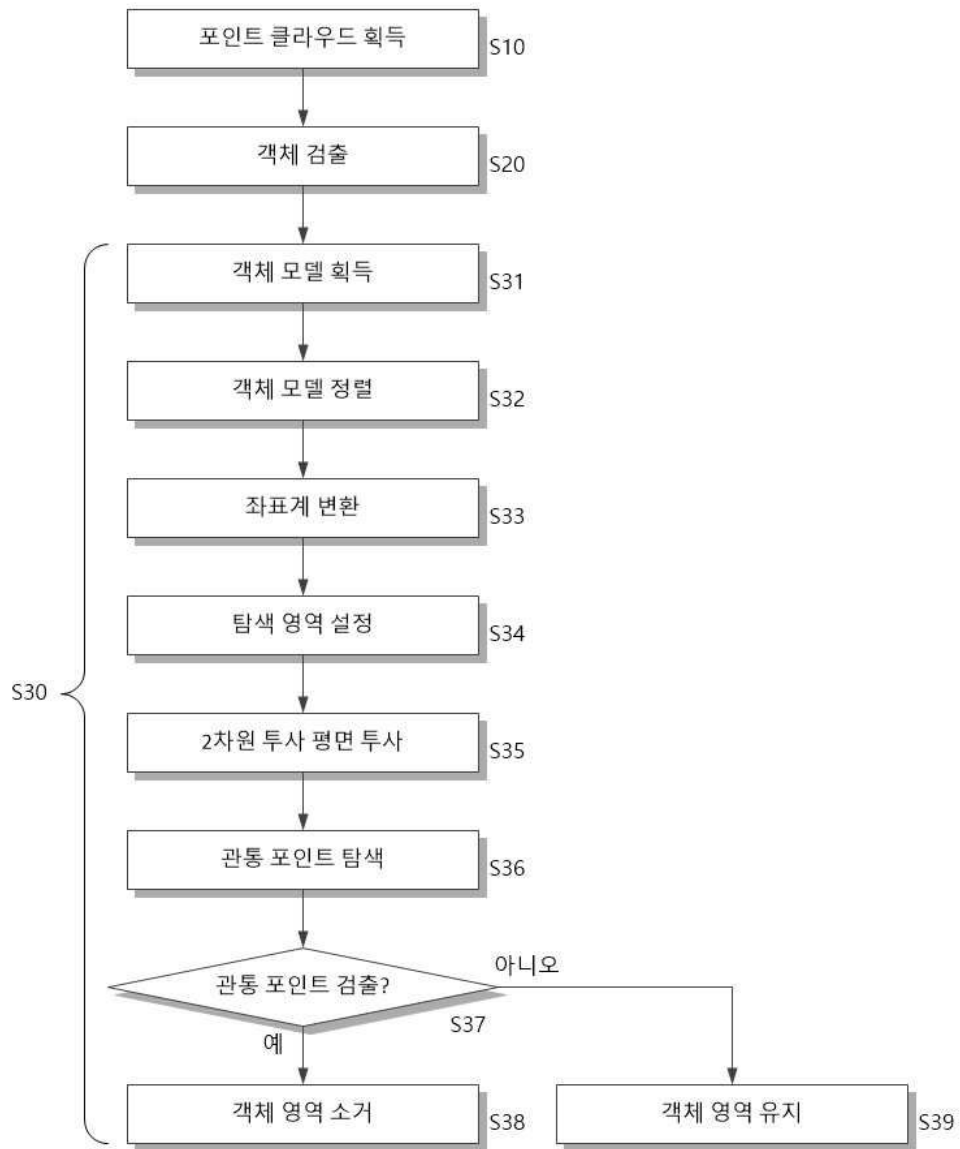 포인트 클라우드 획득
S10
객체 검출
S20
객체 모델 획득
S31
객체 모델 정렬
S32
좌표계 변환
S33
탐색 영역 설정
S34
S30
2차원 투사 평면 투사
S35
관통 포인트 탐색
S36
관통 포인트 검출?
아니오
S37
예
객체 영역 소거
S38
객체 영역 유지
S39